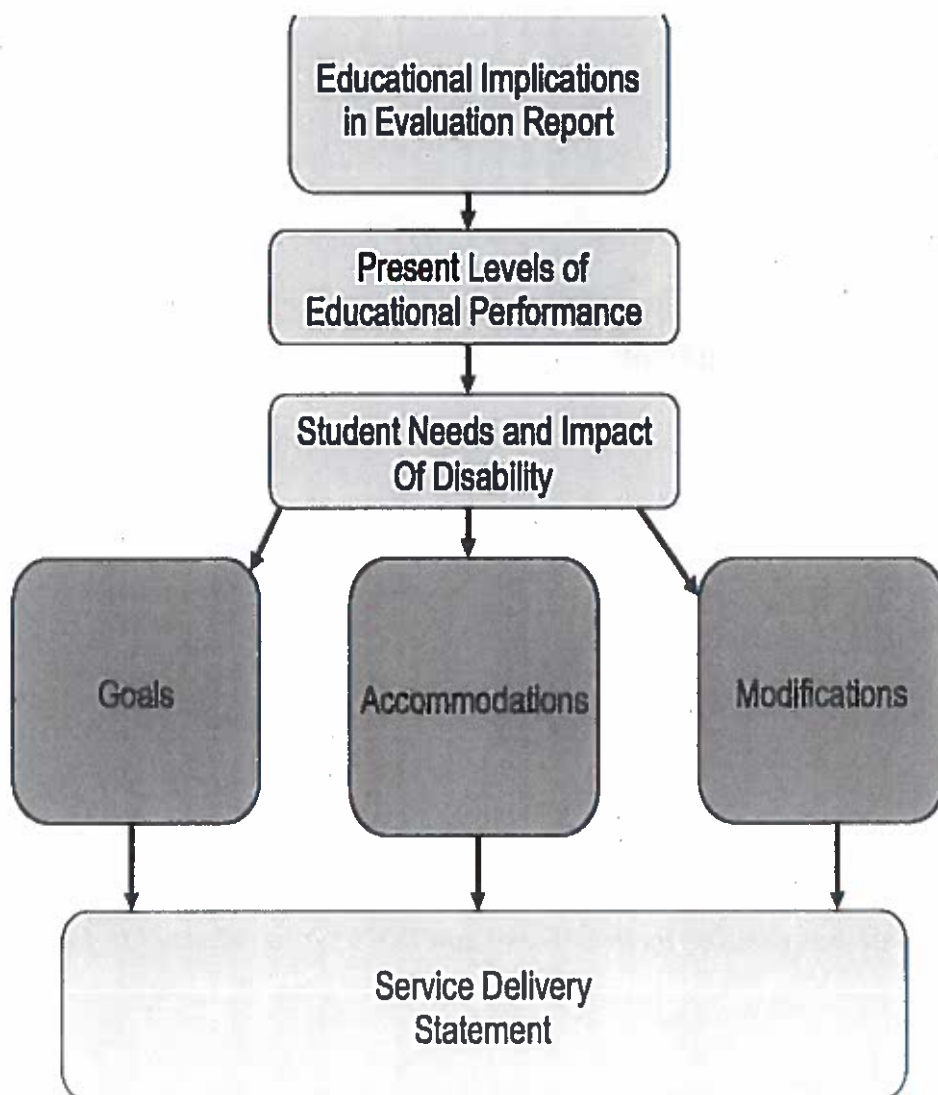 Educational Implications
in Evaluation Report
Present Levels of
Educational Performance
Student Needs and Impact
Of Disability
Goals
Accommodations
Modifications
Service Delivery
Statement